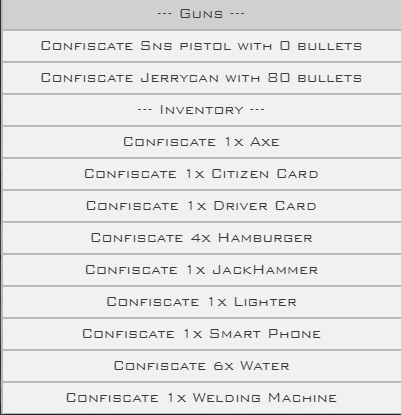 --- Guns ---
Confiscate Sns pistol with 0 bullets
Confiscate Jerrycan with 80 bullets
--- Inventory ---
Confiscate 1x Axe
Confiscate 1x Citizen Card
Confiscate 1x Driver Card
Confiscate 4x Hamburger
Confiscate 1x JackHammer
Confiscate 1x Lighter
Confiscate 1x Smart Phone
Confiscate 6x Water
Confiscate 1x Welding Machine